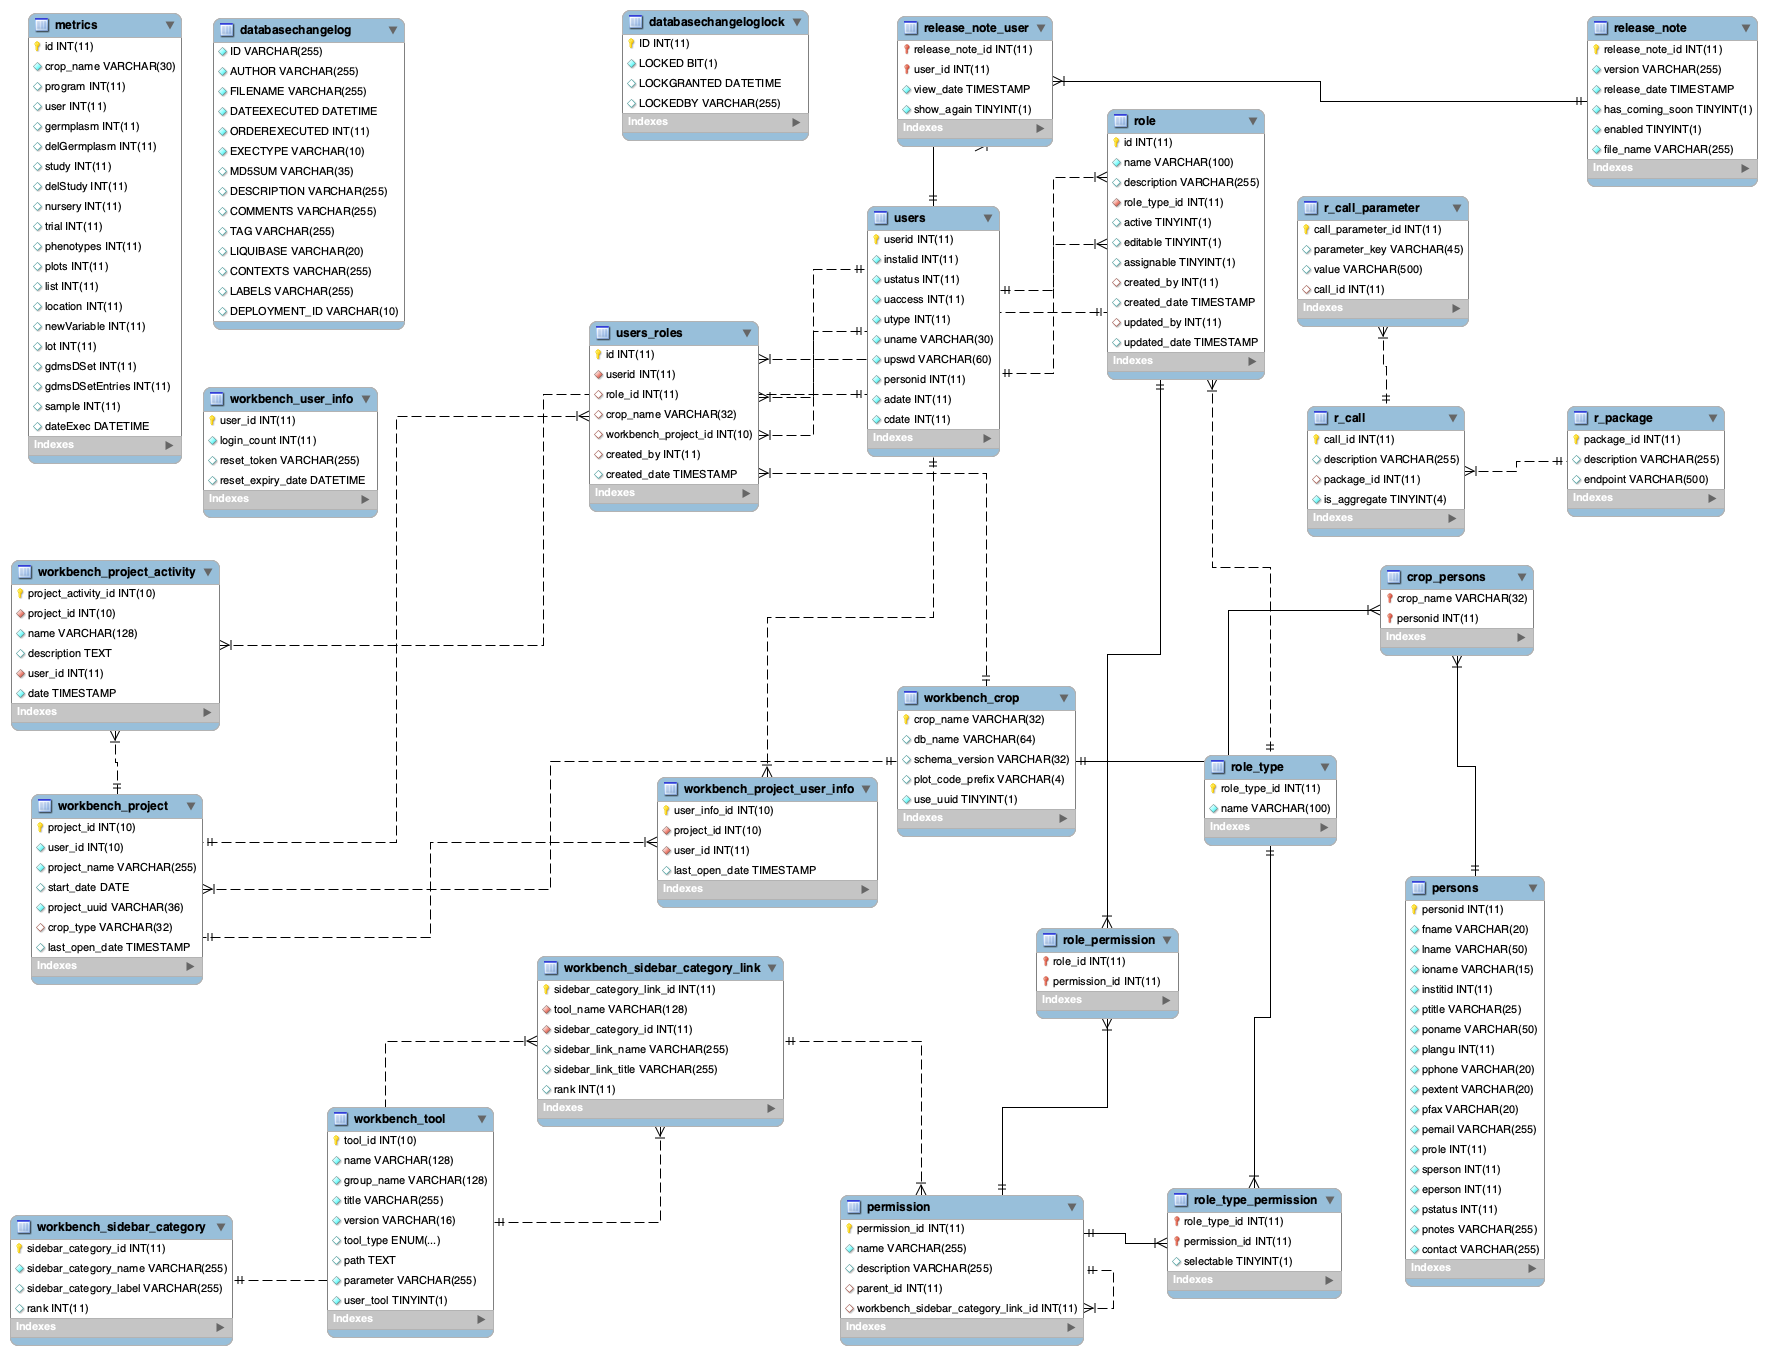 metrics
id INT(11)
crop_name VARCHAR(30)
program INT(11)
user INT(11)
germplasm INT(11)
delGermplasm INT(11)
study INT(11)
delStudy INT(11)
nursery INT(11)
trial INT(11)
phenotypes INT(11)
plots INT(11)
list INT(11)
location INT(11)
newVariable INT(11)
lot INT(11)
gdmsDSet INT(11)
gdmsDSetEntries INT(11)
sample INT(11)
dateExec DATETIME
Indexes
databasechangelog
ID VARCHAR(255)
AUTHOR VARCHAR(255)
FILENAME VARCHAR(255)
DATEEXECUTED DATETIME
ORDEREXECUTED INT(11)
EXECTYPE VARCHAR(10)
MD5SUM VARCHAR(35)
DESCRIPTION VARCHAR(255)
COMMENTS VARCHAR(255)
TAG VARCHAR(255)
LIQUIBASE VARCHAR(20)
CONTEXTS VARCHAR(255)
LABELS VARCHAR(255)
DEPLOYMENT_ID VARCHAR(10)
databasechangeloglock
ID INT(11)
LOCKED BIT(1)
LOCKGRANTED DATETIME
LOCKEDBY VARCHAR(255)
Indexes
release_note_user
release_note_id INT(11)
user_id INT(11)
view_date TIMESTAMP
show_again TINYINT(1)
Indexes
release_note
release_note_id INT(11)
version VARCHAR(255)
release_date TIMESTAMP
has_coming_soon TINYINT(1)
enabled TINYINT(1)
file_name VARCHAR(255)
Indexes
role
id INT(11)
name VARCHAR(100)
description VARCHAR(255)
role_type_id INT(11)
active TINYINT(1)
editable TINYINT(1)
assignable TINYINT(1)
created_by INT(11)
created_date TIMESTAMP
updated_by INT(11)
updated_date TIMESTAMP
Indexes
users
userid INT(11)
instalid INT(11)
ustatus INT(11)
uaccess INT(11)
utype INT(11)
uname VARCHAR(30)
upswd VARCHAR(60)
personid INT(11)
adate INT(11)
cdate INT(11)
Indexes
r_call_parameter
call_parameter_id INT(11)
parameter_key VARCHAR(45)
value VARCHAR(500)
call_id INT(11)
Indexes
users_roles
id INT(11)
userid INT(11)
role_id INT(11)
crop_name VARCHAR(32)
workbench_project_id INT(10)
created_by INT(11)
created_date TIMESTAMP
Indexes
workbench_user_info
user_id INT(11)
login_count INT(11)
reset_token VARCHAR(255)
reset_expiry_date DATETIME
Indexes
r_call
call_id INT(11)
description VARCHAR(255)
package_id INT(11)
is_aggregate TINYINT(4)
Indexes
r_package
package_id INT(11)
description VARCHAR(255)
endpoint VARCHAR(500)
Indexes
workbench_project_activity
project_activity_id INT(10)
project_id INT(10)
name VARCHAR(128)
description TEXT
user_id INT(11)
date TIMESTAMP
Indexes
crop_persons
crop_name VARCHAR(32)
personid INT(11)
Indexes
workbench_crop
crop_name VARCHAR(32)
db_name VARCHAR(64)
schema_version VARCHAR(32)
plot_code_prefix VARCHAR(4)
use_uuid TINYINT(1)
Indexes
role_type
role_type_id INT(11)
name VARCHAR(100)
Indexes
workbench_project
project_id INT(10)
user_id INT(10)
project_name VARCHAR(255)
start_date DATE
project_uuid VARCHAR(36)
crop_type VARCHAR(32)
last_open_date TIMESTAMP
Indexes
workbench_project_user_info
user_info_id INT(10)
project_id INT(10)
user_id INT(11)
last_open_date TIMESTAMP
Indexes
persons
personid INT(11)
fname VARCHAR(20)
lname VARCHAR(50)
ioname VARCHAR(15)
institid INT(11)
ptitle VARCHAR(25)
poname VARCHAR(50)
plangu INT(11)
pphone VARCHAR(20)
pextent VARCHAR(20)
pfax VARCHAR(20)
pemail VARCHAR(255)
prole INT(11)
sperson INT(11)
eperson INT(11)
pstatus INT(11)
pnotes VARCHAR(255)
contact VARCHAR(255)
Indexes
role_permission
role_id INT(11)
permission_id INT(11)
Indexes
workbench_sidebar_category_link
sidebar_category_link_id INT(11)
tool_name VARCHAR(128)
sidebar_category_id INT(11)
sidebar_link_name VARCHAR(255)
sidebar_link_title VARCHAR(255)
rank INT(11)
Indexes
workbench_tool
tool_id INT(10)
name VARCHAR(128)
group_name VARCHAR(128)
title VARCHAR(255)
version VARCHAR(16)
tool_type ENUM(...)
path TEXT
parameter VARCHAR(255)
user_tool TINYINT(1)
Indexes
workbench_sidebar_category
sidebar_category_id INT(11)
sidebar_category_name VARCHAR(255)
sidebar_category_label VARCHAR(255)
rank INT(11)
Indexes
permission
permission_id INT(11)
name VARCHAR(255)
description VARCHAR(255)
parent_id INT(11)
workbench_sidebar_category_link_id INT(11)
Indexes
role_type_permission
role_type_id INT(11)
permission_id INT(11)
selectable TINYINT(1)
Indexes